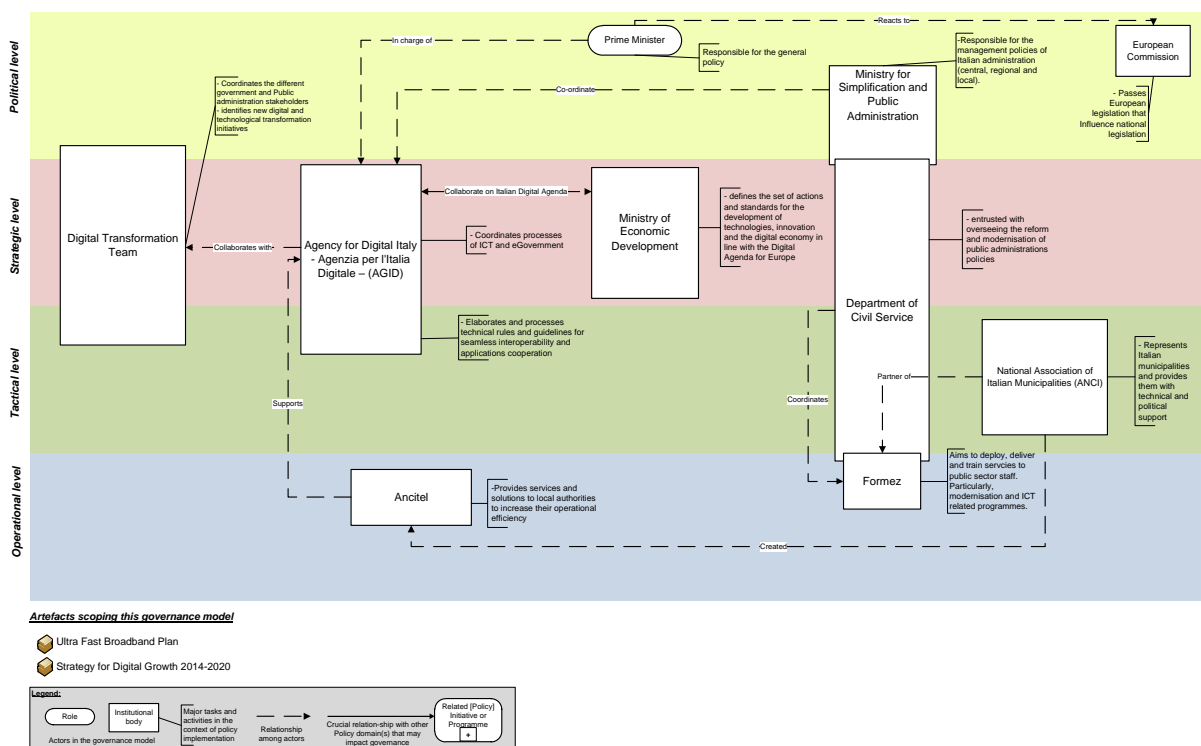 Political level
Reacts to
In charge of
Prime Minister
Responsible for the general
policy
-Responsible for the
management policies of
Italian administration
(central, regional and
local).
European
Commission
- Coordinates the different
government and Public
administration stakeholders
- identifies new digital and
technological transformation
initiatives
Co-ordinate
Ministry for
Simplification and
Public
Administration
- Passes
European
legislation that
Influence national
legislation
Strategic level
Digital Transformation
Team
Collaborates with
Agency for Digital Italy
- Agenzia per l'Italia
Digitale – (AGID)
Collaborate on Italian Digital Agenda
- Coordinates processes
of ICT and eGovernment
Ministry of
Economic
Development
- defines the set of actions
and standards for the
development of
technologies, innovation
and the digital economy in
line with the Digital
Agenda for Europe
- entrusted with
overseeing the reform
and modernisation of
public administrations
policies
Department of
Civil Service
Tactical level
- Elaborates and processes
technical rules and guidelines for
seamless interoperability and
applications cooperation
Supports
Coordinates
Partner of
National Association of
Italian Municipalities (ANCI)
- Represents
Italian
municipalities
and provides
them with
technical and
political
support
Operational level
Ancitel
-Provides services and
solutions to local authorities
to increase their operational
efficiency
Formez
Aims to deploy, deliver
and train servcies to
public sector staff.
Particularly,
modernisation and ICT
related programmes.
Created
Artefacts scoping this governance model
Ultra Fast Broadband Plan
Strategy for Digital Growth 2014-2020
Legend:
Role
Institutional
body
Actors in the governance model
Major tasks and
activities in the
context of policy
implementation
Relationship
among actors
Crucial relation-ship with other
Policy domain(s) that may
impact governance
Related [Policy]
Initiative or
Programme
+